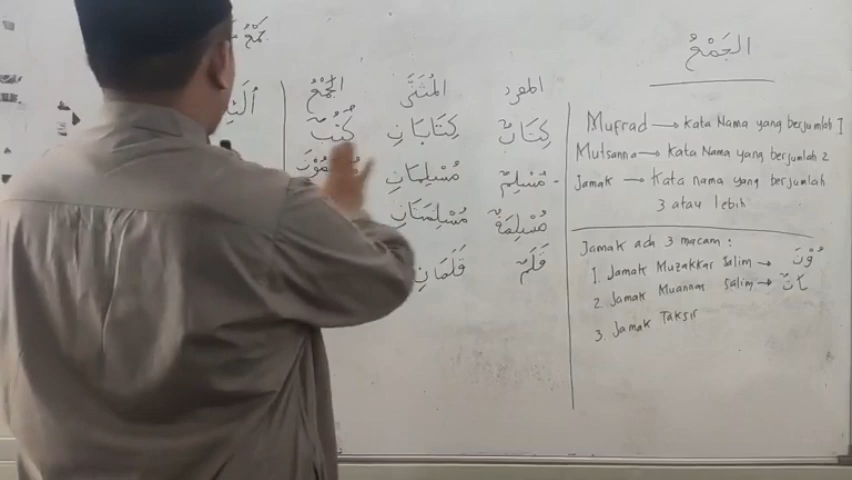 الجَمْعُ
Mufrad → Kata Nama yang berjumlah 1
Mutsanna → Kata Nama yang berjumlah 2
Jamak → Kata nama yang berjumlah
3 atau lebih
Jamak ada 3 macam :
1. Jamak Muzakkar Salim → ُوْنَ
2. Jamak Muannas Salim → َاتٌ
3. Jamak Taksir
المفرد المُثَنَّى الجَمْعُ
كِتَابٌ كِتَابَانِ كُتُبٌ
مُسْلِمٌ مُسْلِمَانِ
مُسْلِمَةٌ مُسْلِمَتَانِ
قَلَمٌ قَلَمَانِ